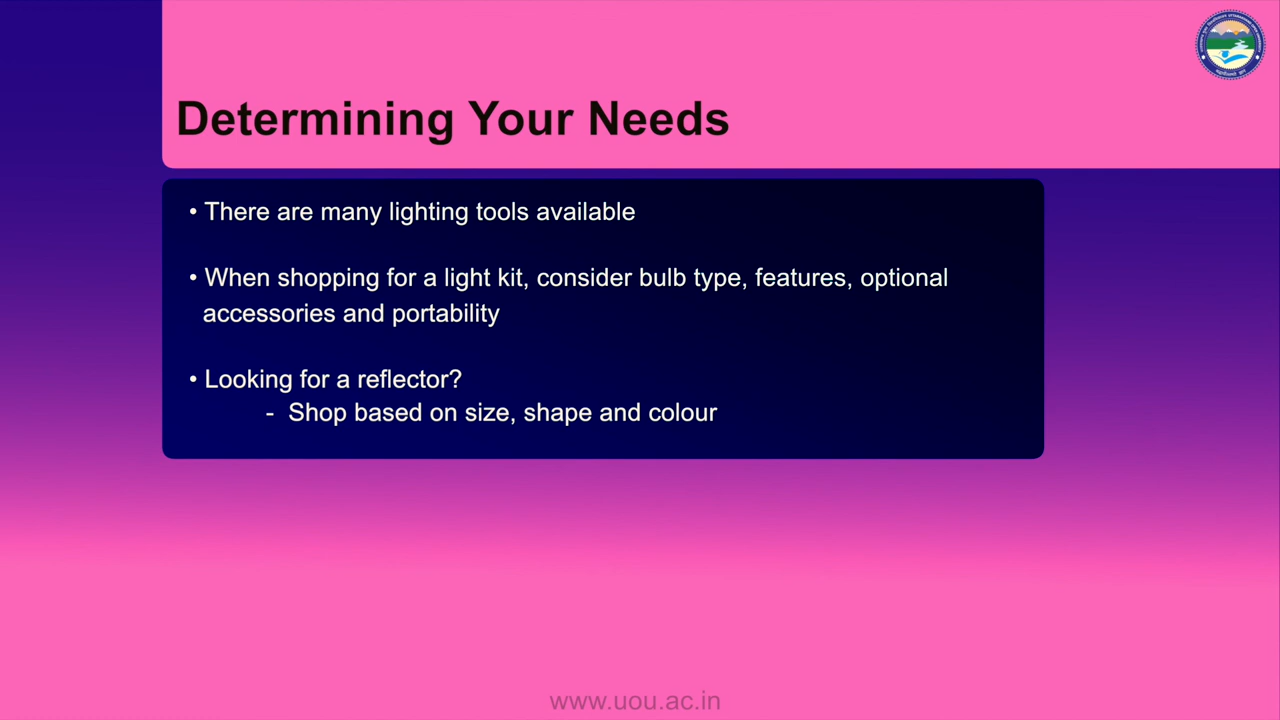 Determining Your Needs
• There are many lighting tools available
• When shopping for a light kit, consider bulb type, features, optional
accessories and portability
• Looking for a reflector?
- Shop based on size, shape and colour
www.uou.ac.in